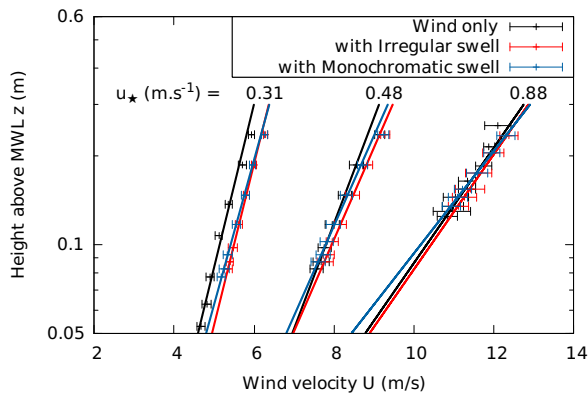 0.6
Wind only
with Irregular swell
with Monochromatic swell
u★ (m.s⁻¹) = 0.31 0.48 0.88
Height above MWL z (m)
0.1
0.05
2 4 6 8 10 12 14
Wind velocity U (m/s)